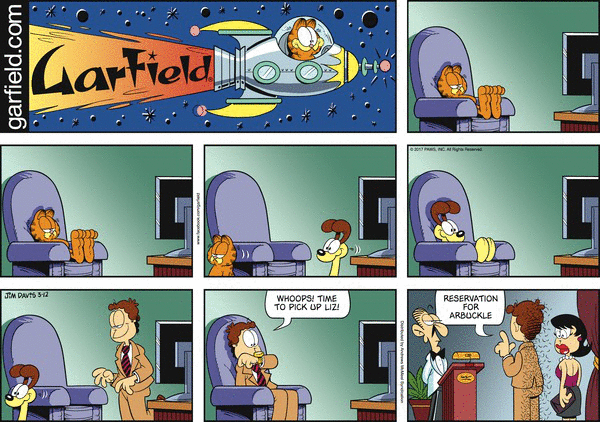 garfield.com
GARFIELD
© 2017 PAWS, INC. All Rights Reserved.
www.facebook.com/garfield
JIM DAVIS 3-12
WHOOPS! TIME
TO PICK UP LIZ!
Distributed by Andrews McMeel Syndication
RESERVATION
FOR
ARBUCKLE